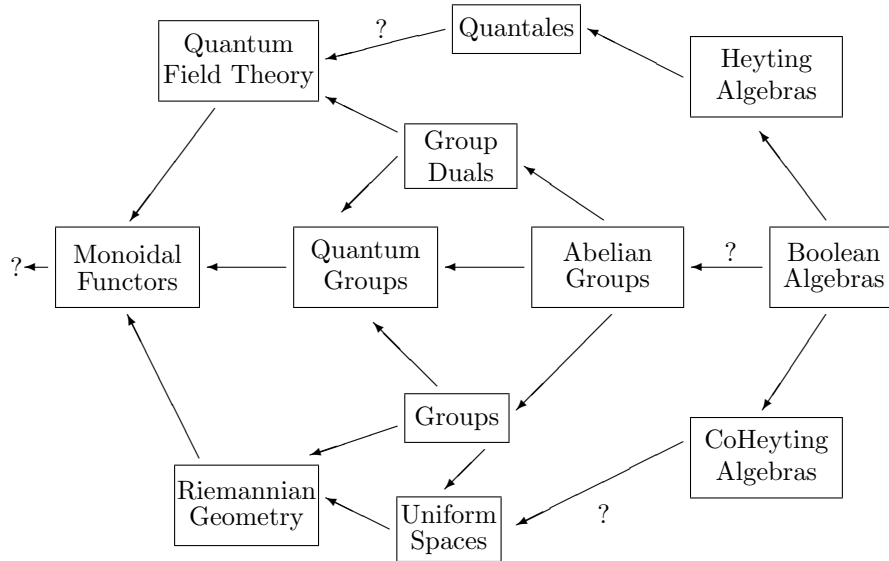 ?
Quantales
Quantum
Field Theory
Heyting
Algebras
Group
Duals
?
Monoidal
Functors
Quantum
Groups
Abelian
Groups
?
Boolean
Algebras
Groups
CoHeyting
Algebras
Riemannian
Geometry
Uniform
Spaces
?